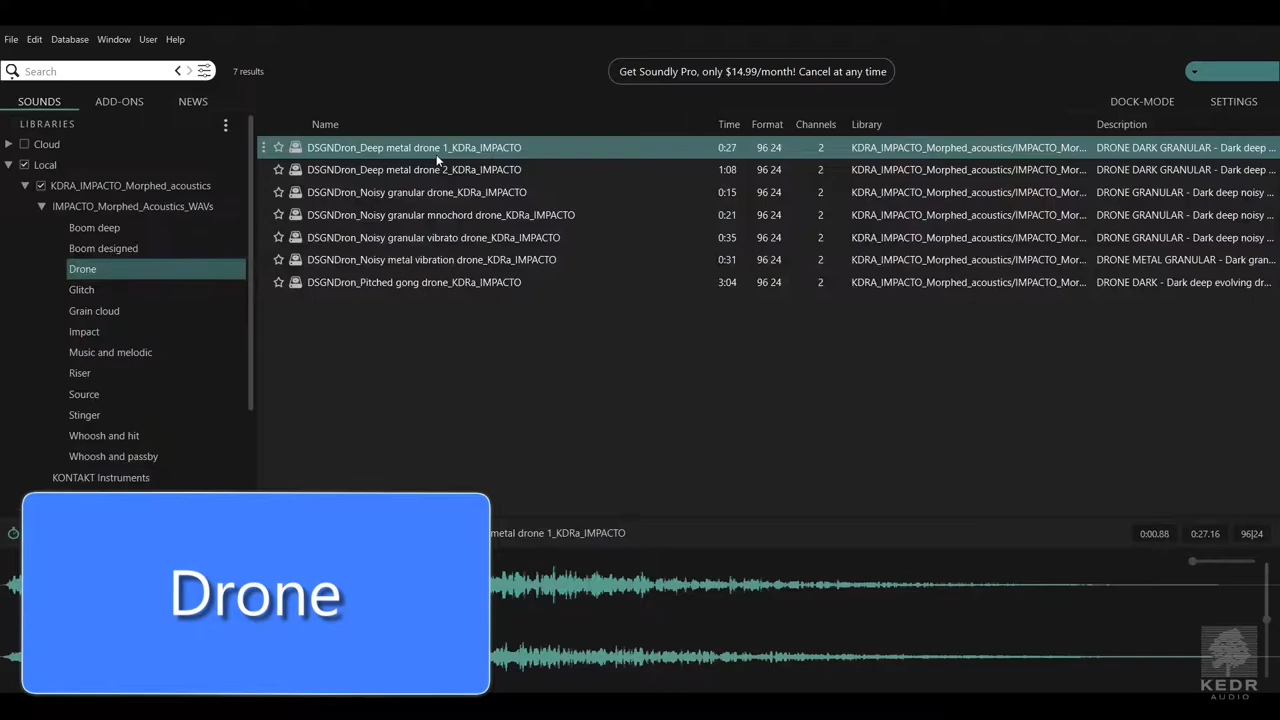 File Edit Database Window User Help
Search
7 results
Get Soundly Pro, only $14.99/month! Cancel at any time
SOUNDS ADD-ONS NEWS
DOCK-MODE SETTINGS
LIBRARIES
Cloud
Local
KDRA_IMPACTO_Morphed_acoustics
IMPACTO_Morphed_Acoustics_WAVs
Boom deep
Boom designed
Drone
Glitch
Grain cloud
Impact
Music and melodic
Riser
Source
Stinger
Whoosh and hit
Whoosh and passby
KONTAKT Instruments
Name Time Format Channels Library Description
DSGNDron_Deep metal drone 1_KDRa_IMPACTO 0:27 96 24 2 KDRA_IMPACTO_Morphed_acoustics/IMPACTO_Mor... DRONE DARK GRANULAR - Dark deep ...
DSGNDron_Deep metal drone 2_KDRa_IMPACTO 1:08 96 24 2 KDRA_IMPACTO_Morphed_acoustics/IMPACTO_Mor... DRONE DARK GRANULAR - Dark deep ...
DSGNDron_Noisy granular drone_KDRa_IMPACTO 0:15 96 24 2 KDRA_IMPACTO_Morphed_acoustics/IMPACTO_Mor... DRONE GRANULAR - Dark deep noisy ...
DSGNDron_Noisy granular mnochord drone_KDRa_IMPACTO 0:21 96 24 2 KDRA_IMPACTO_Morphed_acoustics/IMPACTO_Mor... DRONE GRANULAR - Dark deep noisy ...
DSGNDron_Noisy granular vibrato drone_KDRa_IMPACTO 0:35 96 24 2 KDRA_IMPACTO_Morphed_acoustics/IMPACTO_Mor... DRONE GRANULAR - Dark deep noisy ...
DSGNDron_Noisy metal vibration drone_KDRa_IMPACTO 0:31 96 24 2 KDRA_IMPACTO_Morphed_acoustics/IMPACTO_Mor... DRONE METAL GRANULAR - Dark gran...
DSGNDron_Pitched gong drone_KDRa_IMPACTO 3:04 96 24 2 KDRA_IMPACTO_Morphed_acoustics/IMPACTO_Mor... DRONE DARK - Dark deep evolving dr...
metal drone 1_KDRa_IMPACTO 0:00.88 0:27.16 96|24
Drone
KEDR
AUDIO